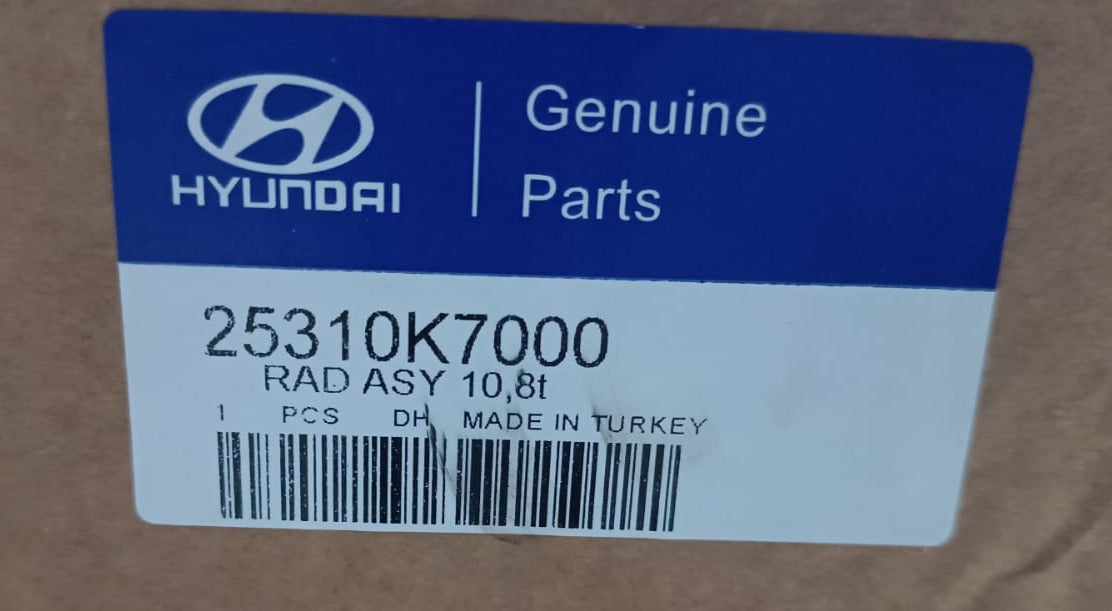 HYUNDAI
Genuine
Parts
25310K7000
RAD ASY 10,8t
1 PCS DH MADE IN TURKEY